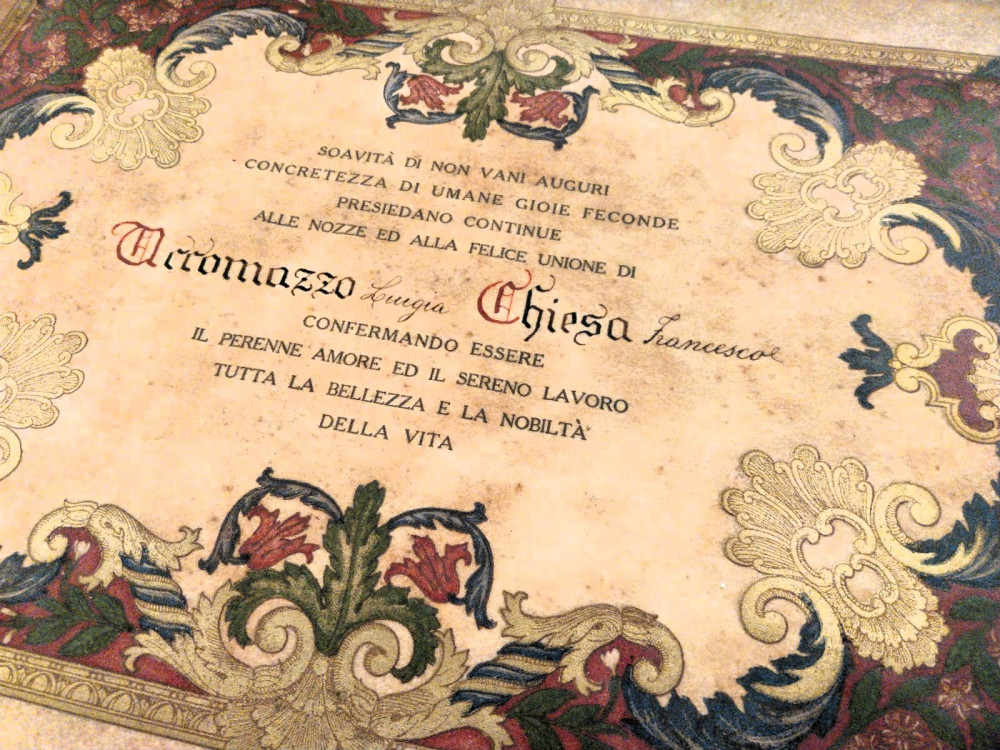 SOAVITÀ DI NON VANI AUGURI
CONCRETEZZA DI UMANE GIOIE FECONDE
PRESIEDANO CONTINUE
ALLE NOZZE ED ALLA FELICE UNIONE DI
Accomazzo Luigia Chiesa Francesco
CONFERMANDO ESSERE
IL PERENNE AMORE ED IL SERENO LAVORO
TUTTA LA BELLEZZA E LA NOBILTÀ
DELLA VITA